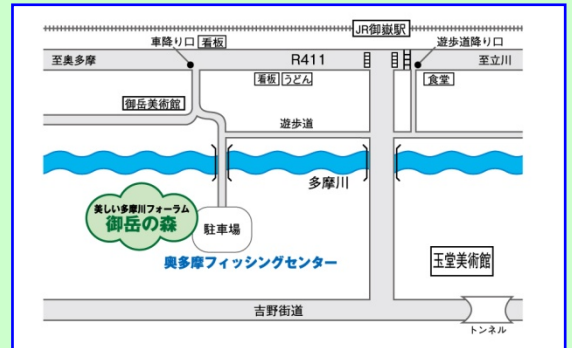 JR御嶽駅
車降り口
看板
遊歩道降り口
至奥多摩
R411
至立川
看板
うどん
食堂
御岳美術館
遊歩道
多摩川
美しい多摩川フォーラム
御岳の森
駐車場
奥多摩フィッシングセンター
玉堂美術館
吉野街道
トンネル